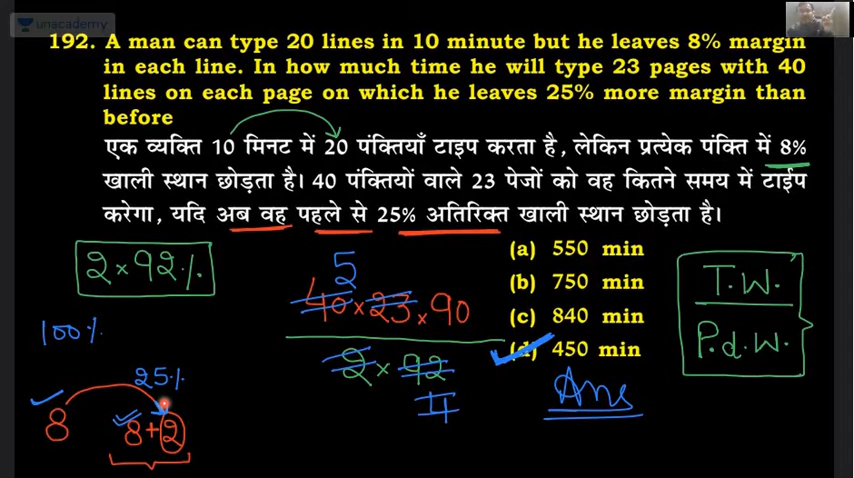 unacademy
192. A man can type 20 lines in 10 minute but he leaves 8% margin
in each line. In how much time he will type 23 pages with 40
lines on each page on which he leaves 25% more margin than
before
एक व्यक्ति 10 मिनट में 20 पंक्तियाँ टाइप करता है, लेकिन प्रत्येक पंक्ति में 8%
खाली स्थान छोड़ता है। 40 पंक्तियों वाले 23 पेजों को वह कितने समय में टाईप
करेगा, यदि अब वह पहले से 25% अतिरिक्त खाली स्थान छोड़ता है।
(a) 550 min
(b) 750 min
(c) 840 min
(d) 450 min
2 × 92%
100%
25%
8
8+2
5
40 × 23 × 90
2 × 92
4
Ans
T.W.
P.d.W.